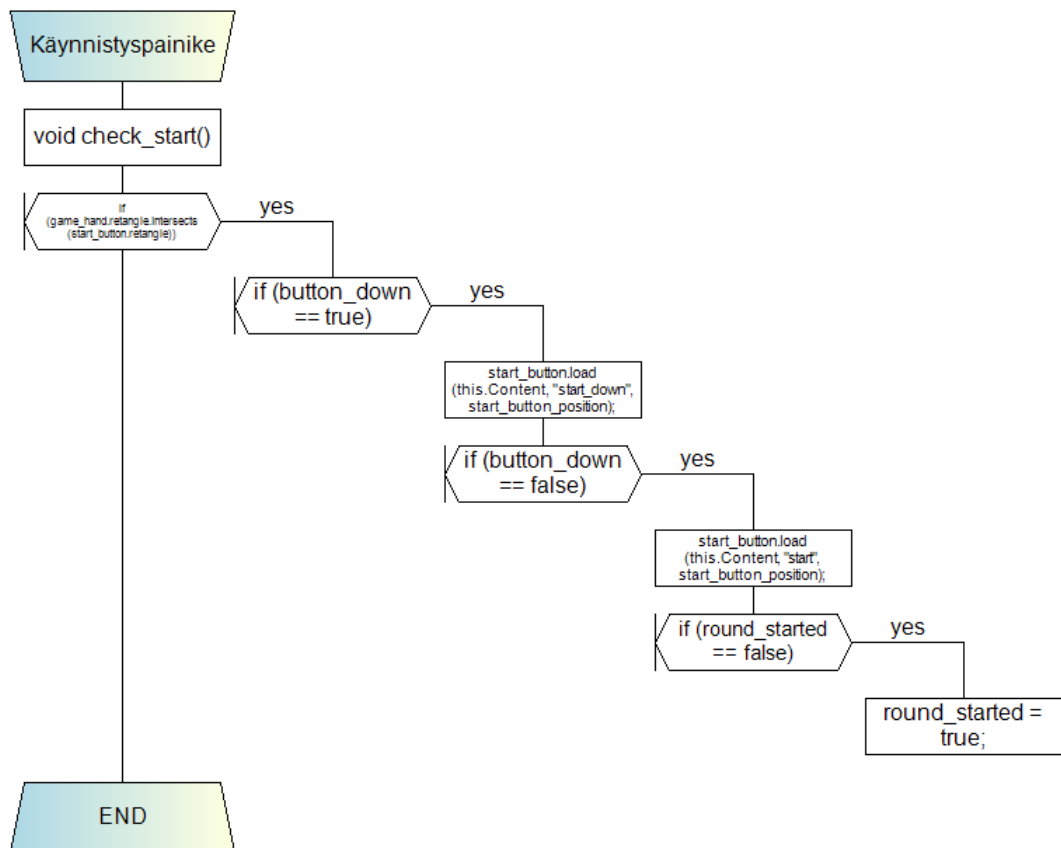 Käynnistyspainike
void check_start()
if
(game_hand.retangle.intersects
(start_button.retangle))
yes
if (button_down
== true)
yes
start_button.load
(this.Content, "start_down",
start_button_position);
if (button_down
== false)
yes
start_button.load
(this.Content, "start",
start_button_position);
if (round_started
== false)
yes
round_started =
true;
END